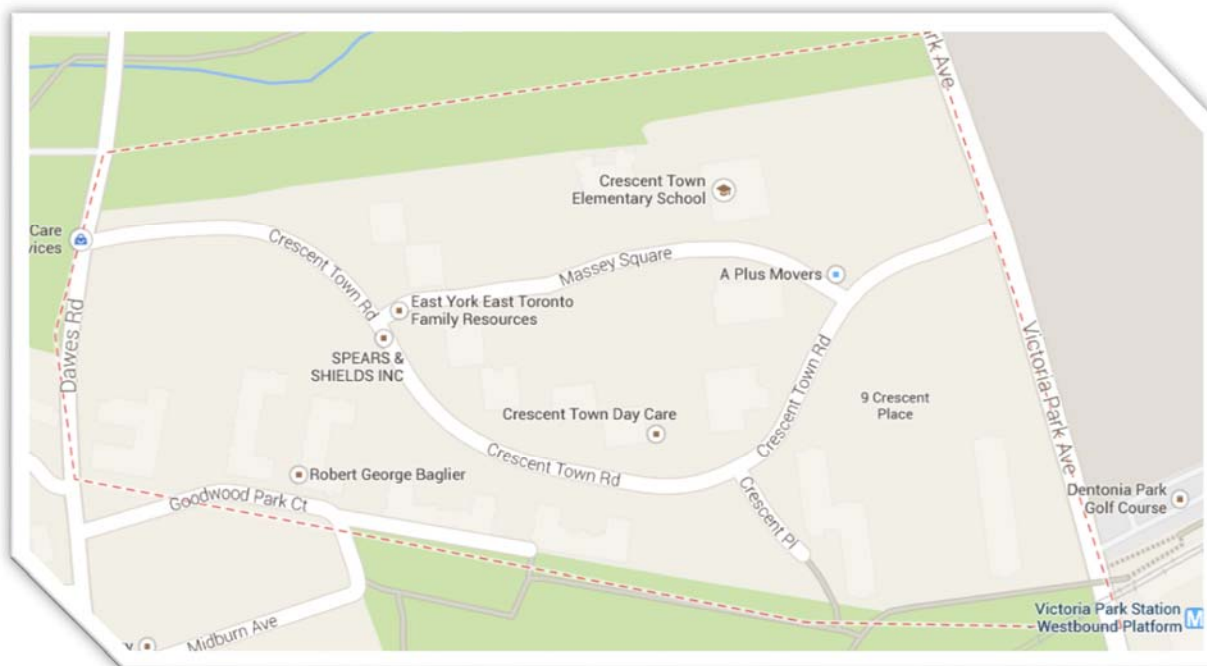 rk Ave
Crescent Town
Elementary School
Care
vices
Crescent Town Rd
Massey Square
A Plus Movers
East York East Toronto
Family Resources
SPEARS &
SHIELDS INC
Dawes Rd
Victoria Park Ave
Crescent Town Rd
9 Crescent
Place
Crescent Town Day Care
Crescent Town Rd
Robert George Baglier
Goodwood Park Ct
Crescent Pl
Dentonia Park
Golf Course
Victoria Park Station
Westbound Platform
M
Midburn Ave